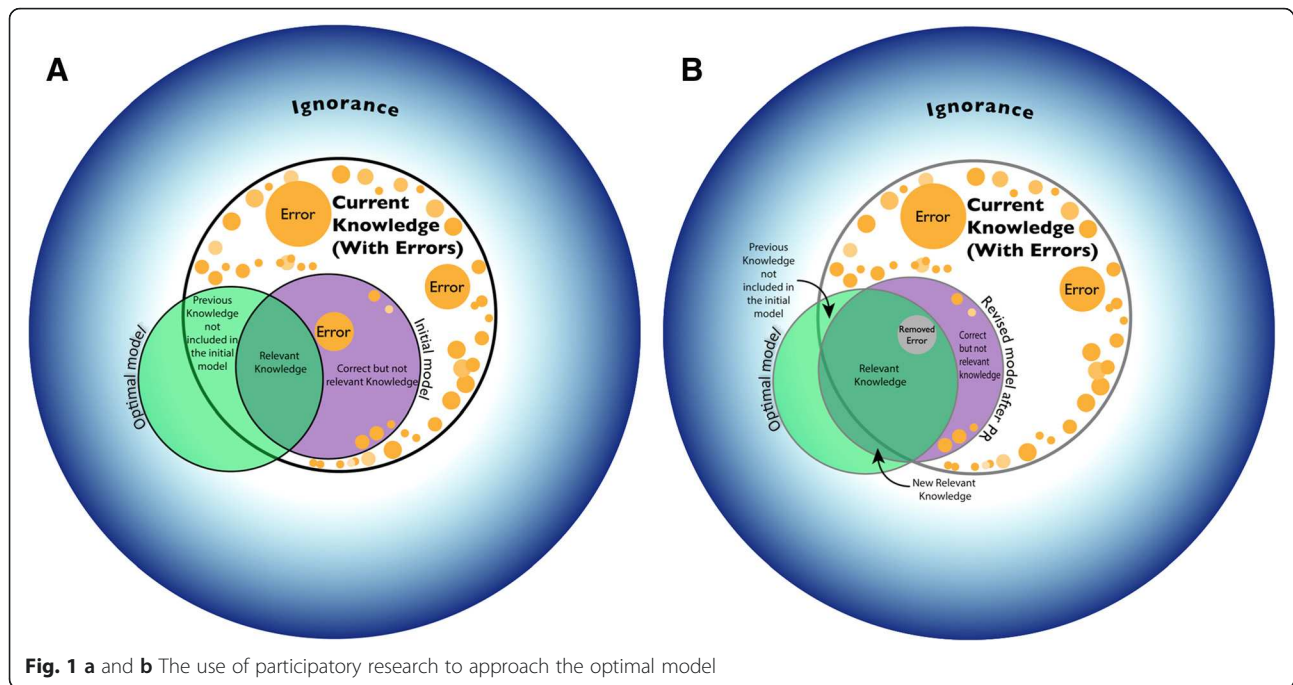 A
Ignorance
Error
Current
Knowledge
(With Errors)
Error
Previous
Knowledge
not
included in
the initial
model
Error
Relevant
Knowledge
Correct but not
relevant Knowledge
Optimal model
Initial model
B
Ignorance
Error
Current
Knowledge
(With Errors)
Error
Previous
Knowledge
not
included in
the initial
model
Removed
Error
Relevant
Knowledge
Correct
but not
relevant
knowledge
Optimal model
Revised model after PR
New Relevant
Knowledge
Fig. 1 a and b The use of participatory research to approach the optimal model